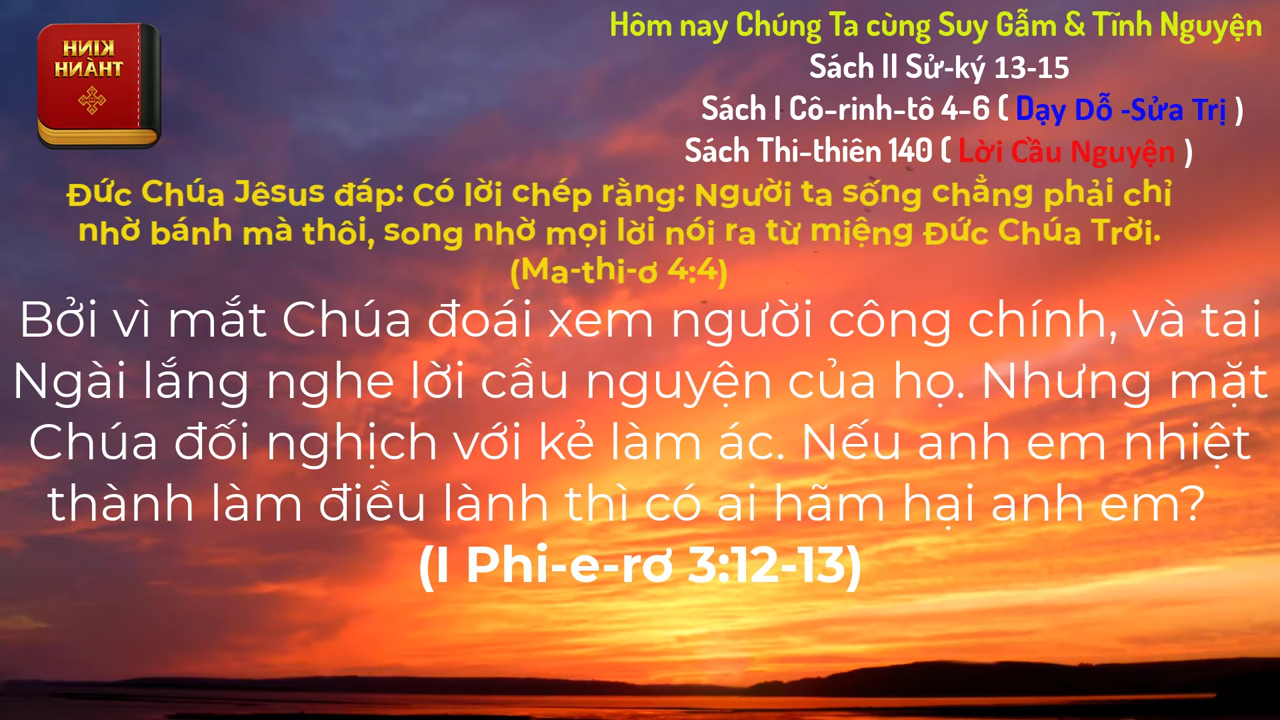 KINH
THÀNH
Hôm nay Chúng Ta cùng Suy Gẫm & Tĩnh Nguyện
Sách II Sử-ký 13-15
Sách I Cô-rinh-tô 4-6 ( Dạy Dỗ -Sửa Trị )
Sách Thi-thiên 140 ( Lời Cầu Nguyện )
Đức Chúa Jêsus đáp: Có lời chép rằng: Người ta sống chẳng phải chỉ
nhờ bánh mà thôi, song nhờ mọi lời nói ra từ miệng Đức Chúa Trời.
(Ma-thi-ơ 4:4)
Bởi vì mắt Chúa đoái xem người công chính, và tai
Ngài lắng nghe lời cầu nguyện của họ. Nhưng mặt
Chúa đối nghịch với kẻ làm ác. Nếu anh em nhiệt
thành làm điều lành thì có ai hãm hại anh em?
(I Phi-e-rơ 3:12-13)